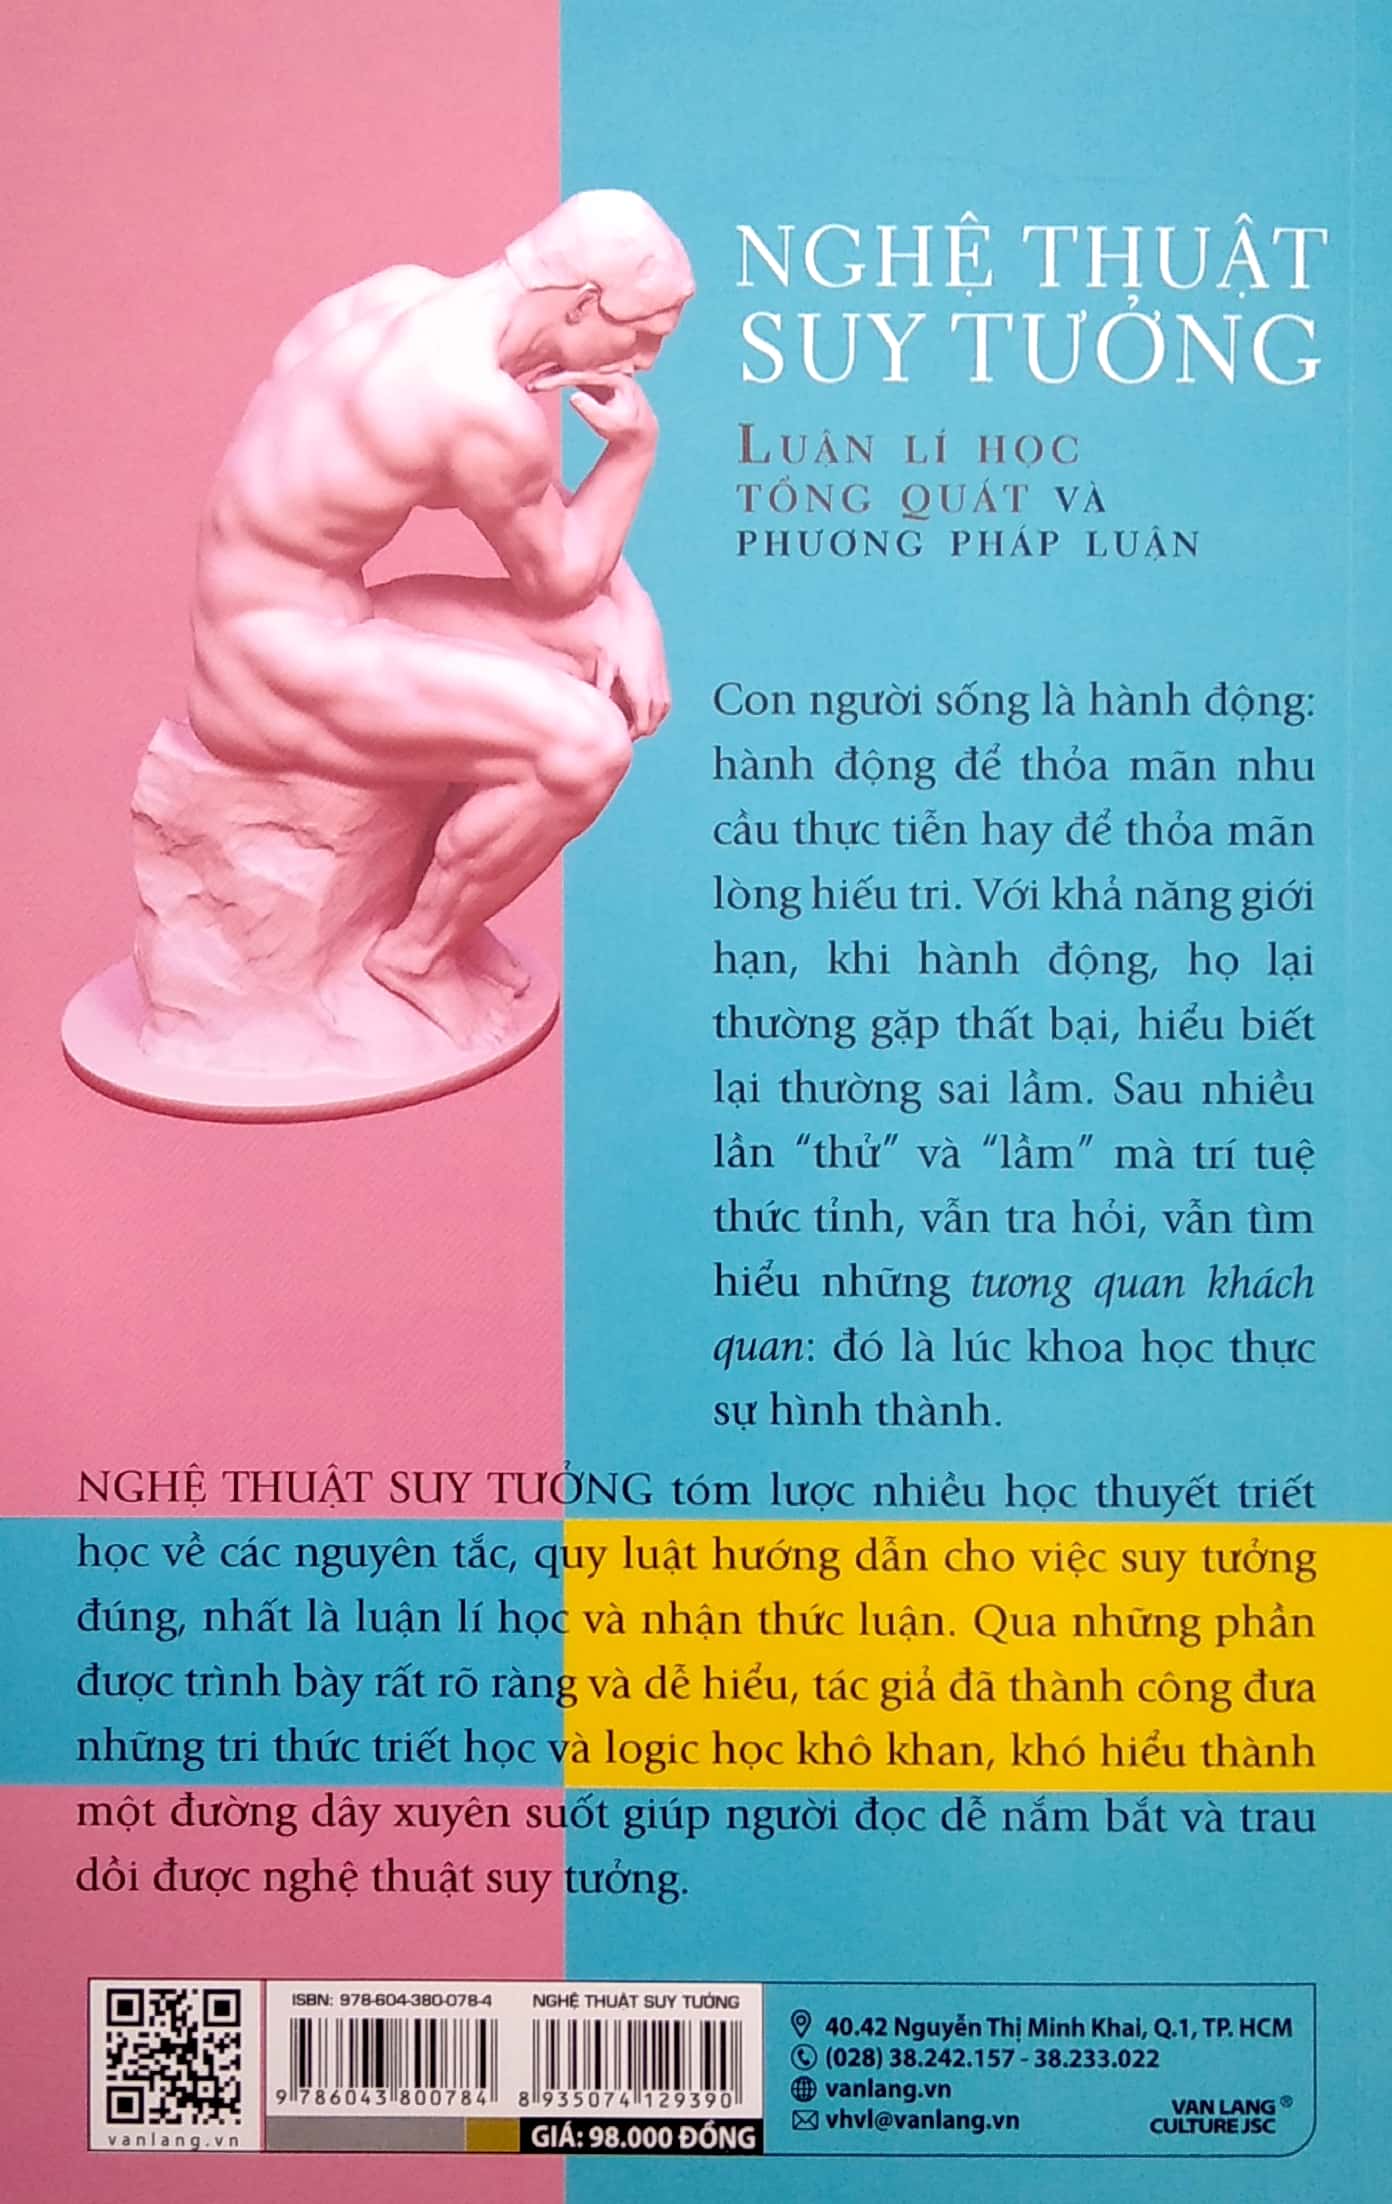 NGHỆ THUẬT
SUY TƯỞNG
LUẬN LÍ HỌC
TỔNG QUÁT VÀ
PHƯƠNG PHÁP LUẬN
Con người sống là hành động:
hành động để thỏa mãn nhu
cầu thực tiễn hay để thỏa mãn
lòng hiếu tri. Với khả năng giới
hạn, khi hành động, họ lại
thường gặp thất bại, hiểu biết
lại thường sai lầm. Sau nhiều
lần “thử” và “lầm” mà trí tuệ
thức tỉnh, vẫn tra hỏi, vẫn tìm
hiểu những tương quan khách
quan: đó là lúc khoa học thực
sự hình thành.
NGHỆ THUẬT SUY TƯỞNG tóm lược nhiều học thuyết triết
học về các nguyên tắc, quy luật hướng dẫn cho việc suy tưởng
đúng, nhất là luận lí học và nhận thức luận. Qua những phần
được trình bày rất rõ ràng và dễ hiểu, tác giả đã thành công đưa
những tri thức triết học và logic học khô khan, khó hiểu thành
một đường dây xuyên suốt giúp người đọc dễ nắm bắt và trau
dồi được nghệ thuật suy tưởng.
vanlang.vn
ISBN: 978-604-380-078-4
9 786043 800784
NGHỆ THUẬT SUY TƯỞNG
8 935074 129390
GIÁ: 98.000 ĐỒNG
40.42 Nguyễn Thị Minh Khai, Q.1, TP. HCM
(028) 38.242.157 - 38.233.022
vanlang.vn
vhvl@vanlang.vn
VAN LANG ®
CULTURE JSC